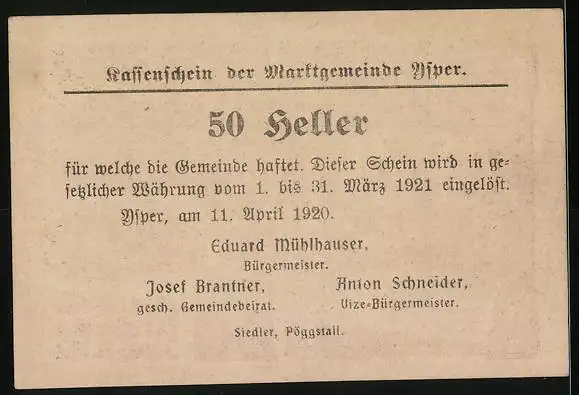 Kassenschein der Marktgemeinde Ysper.
50 Heller
für welche die Gemeinde haftet. Dieser Schein wird in ge-
setzlicher Währung vom 1. bis 31. März 1921 eingelöst.
Ysper, am 11. April 1920.
Eduard Mühlhauser,
Bürgermeister.
Josef Brantner, Anton Schneider,
gesch. Gemeindebeirat. Vize-Bürgermeister.
Siedler, Pöggstall.